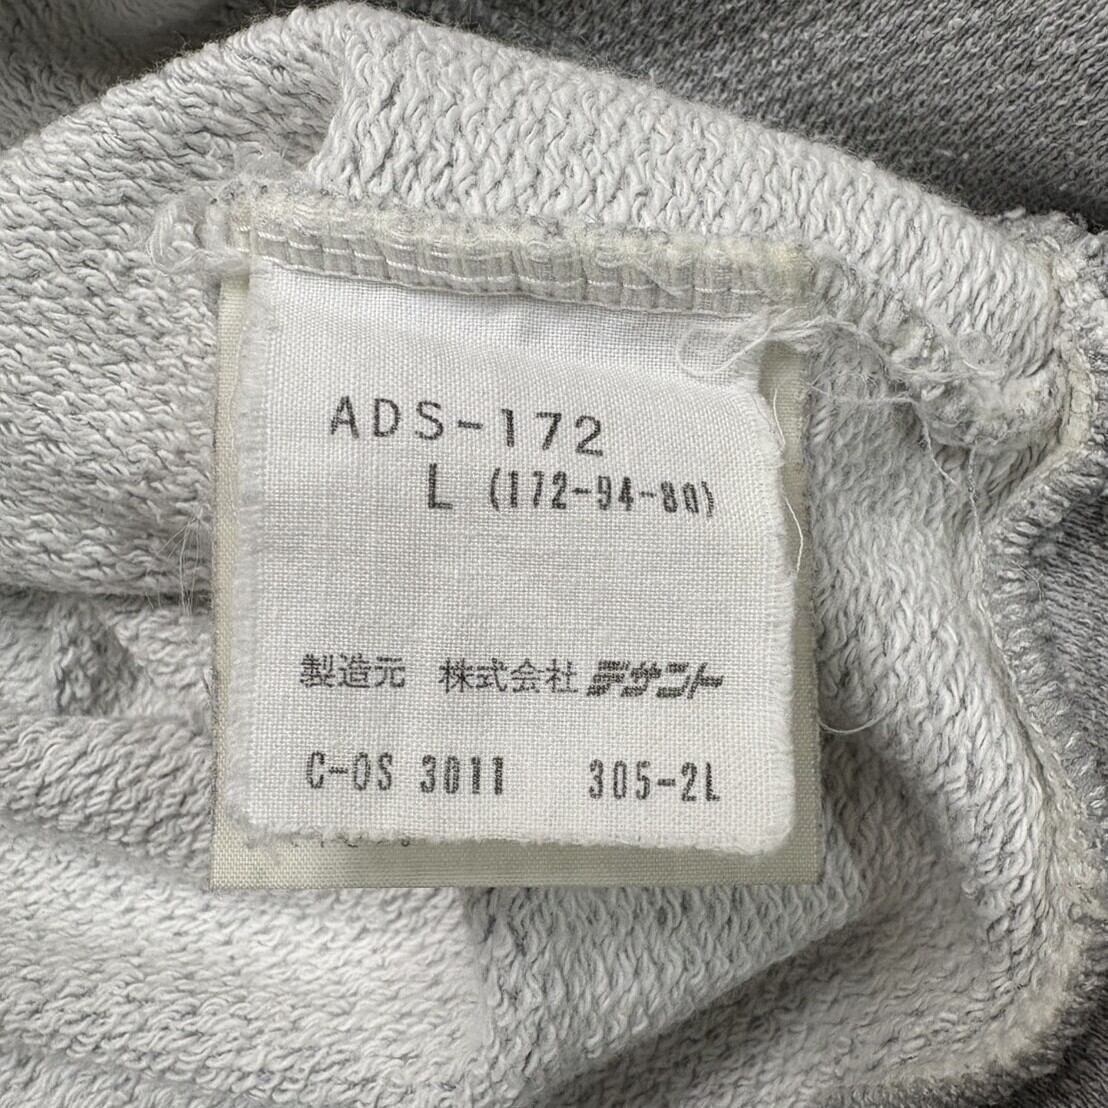 ADS-172
L (172-94-80)
製造元 株式会社 デサント
C-OS 3011 305-2L